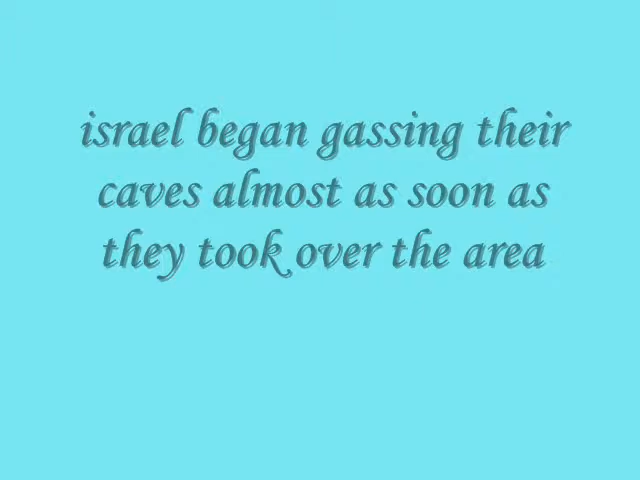 israel began gassing their
caves almost as soon as
they took over the area